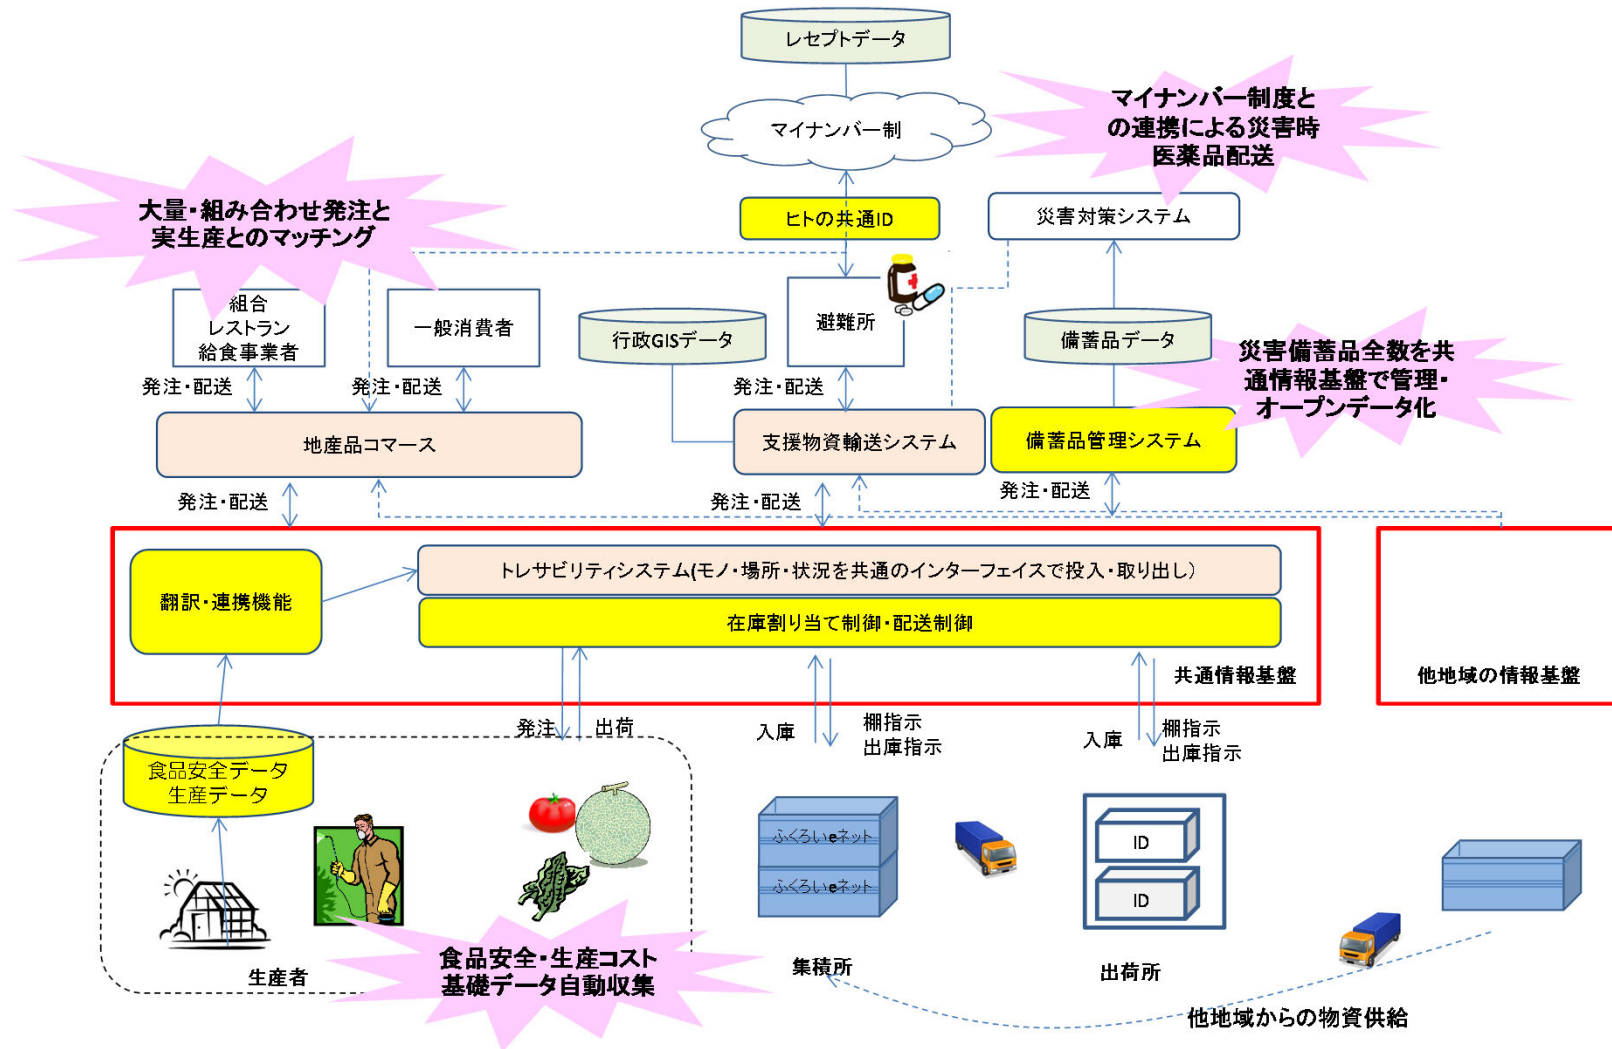 レセプトデータ
マイナンバー制
マイナンバー制度と
の連携による災害時
医薬品配送
大量・組み合わせ発注と
実生産とのマッチング
ヒトの共通ID
災害対策システム
組合
レストラン
給食事業者
一般消費者
行政GISデータ
避難所
備蓄品データ
災害備蓄品全数を共
通情報基盤で管理・
オープンデータ化
発注・配送
発注・配送
発注・配送
地産品コマース
支援物資輸送システム
備蓄品管理システム
発注・配送
発注・配送
発注・配送
翻訳・連携機能
トレサビリティシステム(モノ・場所・状況を共通のインターフェイスで投入・取り出し)
在庫割り当て制御・配送制御
共通情報基盤
他地域の情報基盤
発注
出荷
入庫
棚指示
出庫指示
入庫
棚指示
出庫指示
食品安全データ
生産データ
ふくろいeネット
ふくろいeネット
ID
ID
生産者
食品安全・生産コスト
基礎データ自動収集
集積所
出荷所
他地域からの物資供給